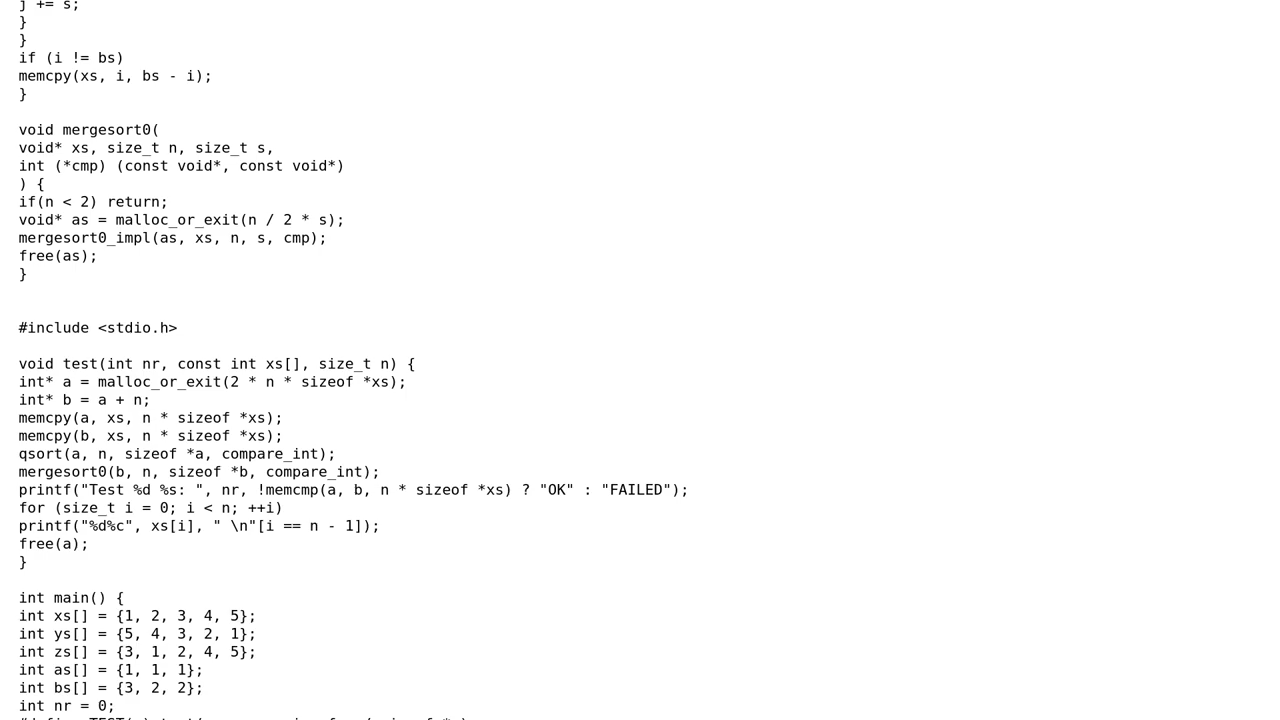 j += s;
}
}
if (i != bs)
memcpy(xs, i, bs - i);
}
void mergesort0(
void* xs, size_t n, size_t s,
int (*cmp) (const void*, const void*)
) {
if(n < 2) return;
void* as = malloc_or_exit(n / 2 * s);
mergesort0_impl(as, xs, n, s, cmp);
free(as);
}
#include <stdio.h>
void test(int nr, const int xs[], size_t n) {
int* a = malloc_or_exit(2 * n * sizeof *xs);
int* b = a + n;
memcpy(a, xs, n * sizeof *xs);
memcpy(b, xs, n * sizeof *xs);
qsort(a, n, sizeof *a, compare_int);
mergesort0(b, n, sizeof *b, compare_int);
printf("Test %d %s: ", nr, !memcmp(a, b, n * sizeof *xs) ? "OK" : "FAILED");
for (size_t i = 0; i < n; ++i)
printf("%d%c", xs[i], " \n"[i == n - 1]);
free(a);
}
int main() {
int xs[] = {1, 2, 3, 4, 5};
int ys[] = {5, 4, 3, 2, 1};
int zs[] = {3, 1, 2, 4, 5};
int as[] = {1, 1, 1};
int bs[] = {3, 2, 2};
int nr = 0;